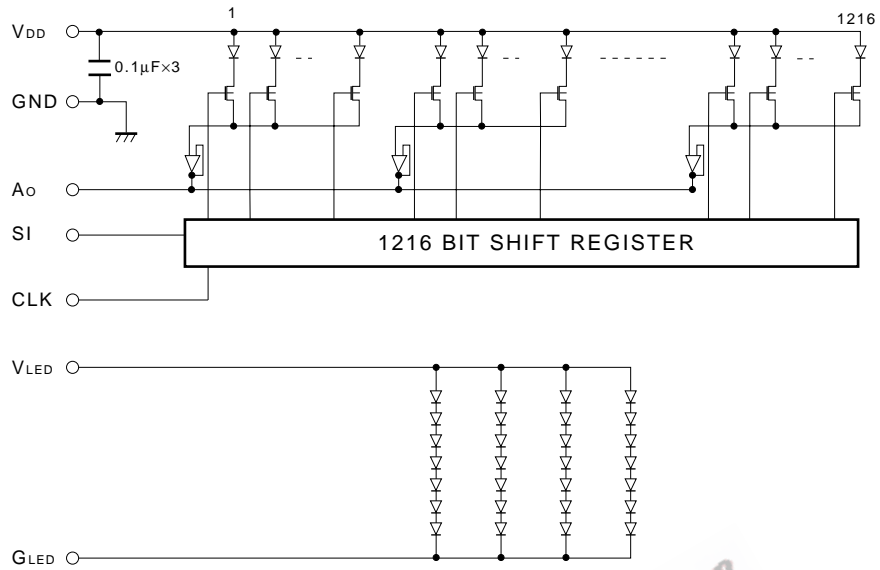 1 1216
VDD
0.1µF×3
GND
AO
SI
1216 BIT SHIFT REGISTER
CLK
VLED
GLED